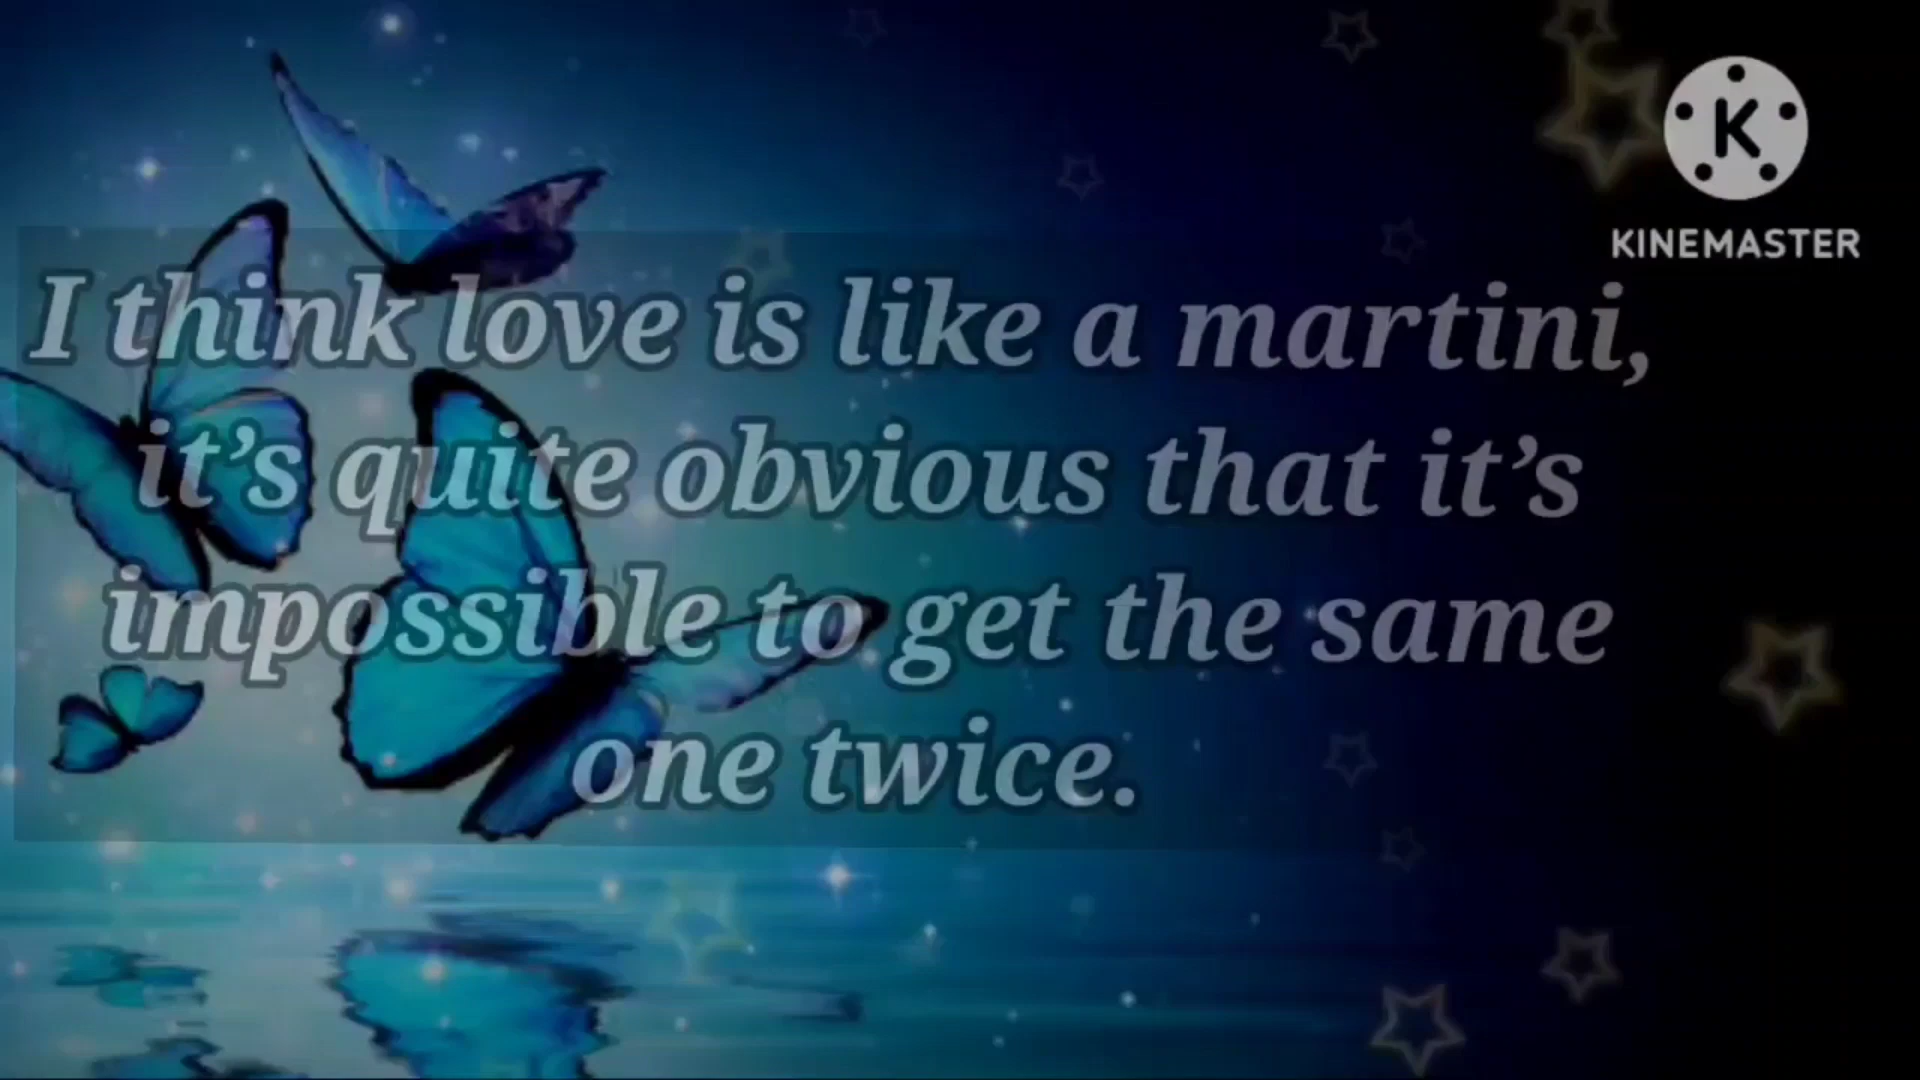 K
KINEMASTER
I think love is like a martini,
it’s quite obvious that it’s
impossible to get the same
one twice.